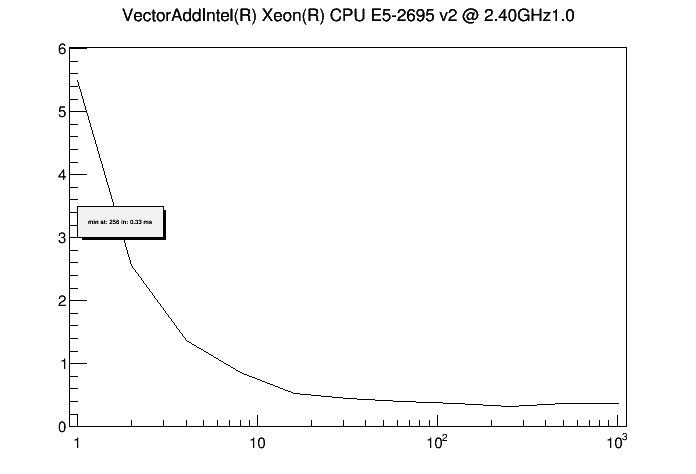 VectorAddIntel(R) Xeon(R) CPU E5-2695 v2 @ 2.40GHz1.0
6
5
4
min at: 256 in: 0.33 ms
3
2
1
0
1 10 10² 10³